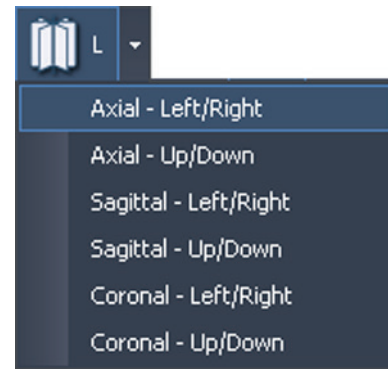 L
Axial - Left/Right
Axial - Up/Down
Sagittal - Left/Right
Sagittal - Up/Down
Coronal - Left/Right
Coronal - Up/Down